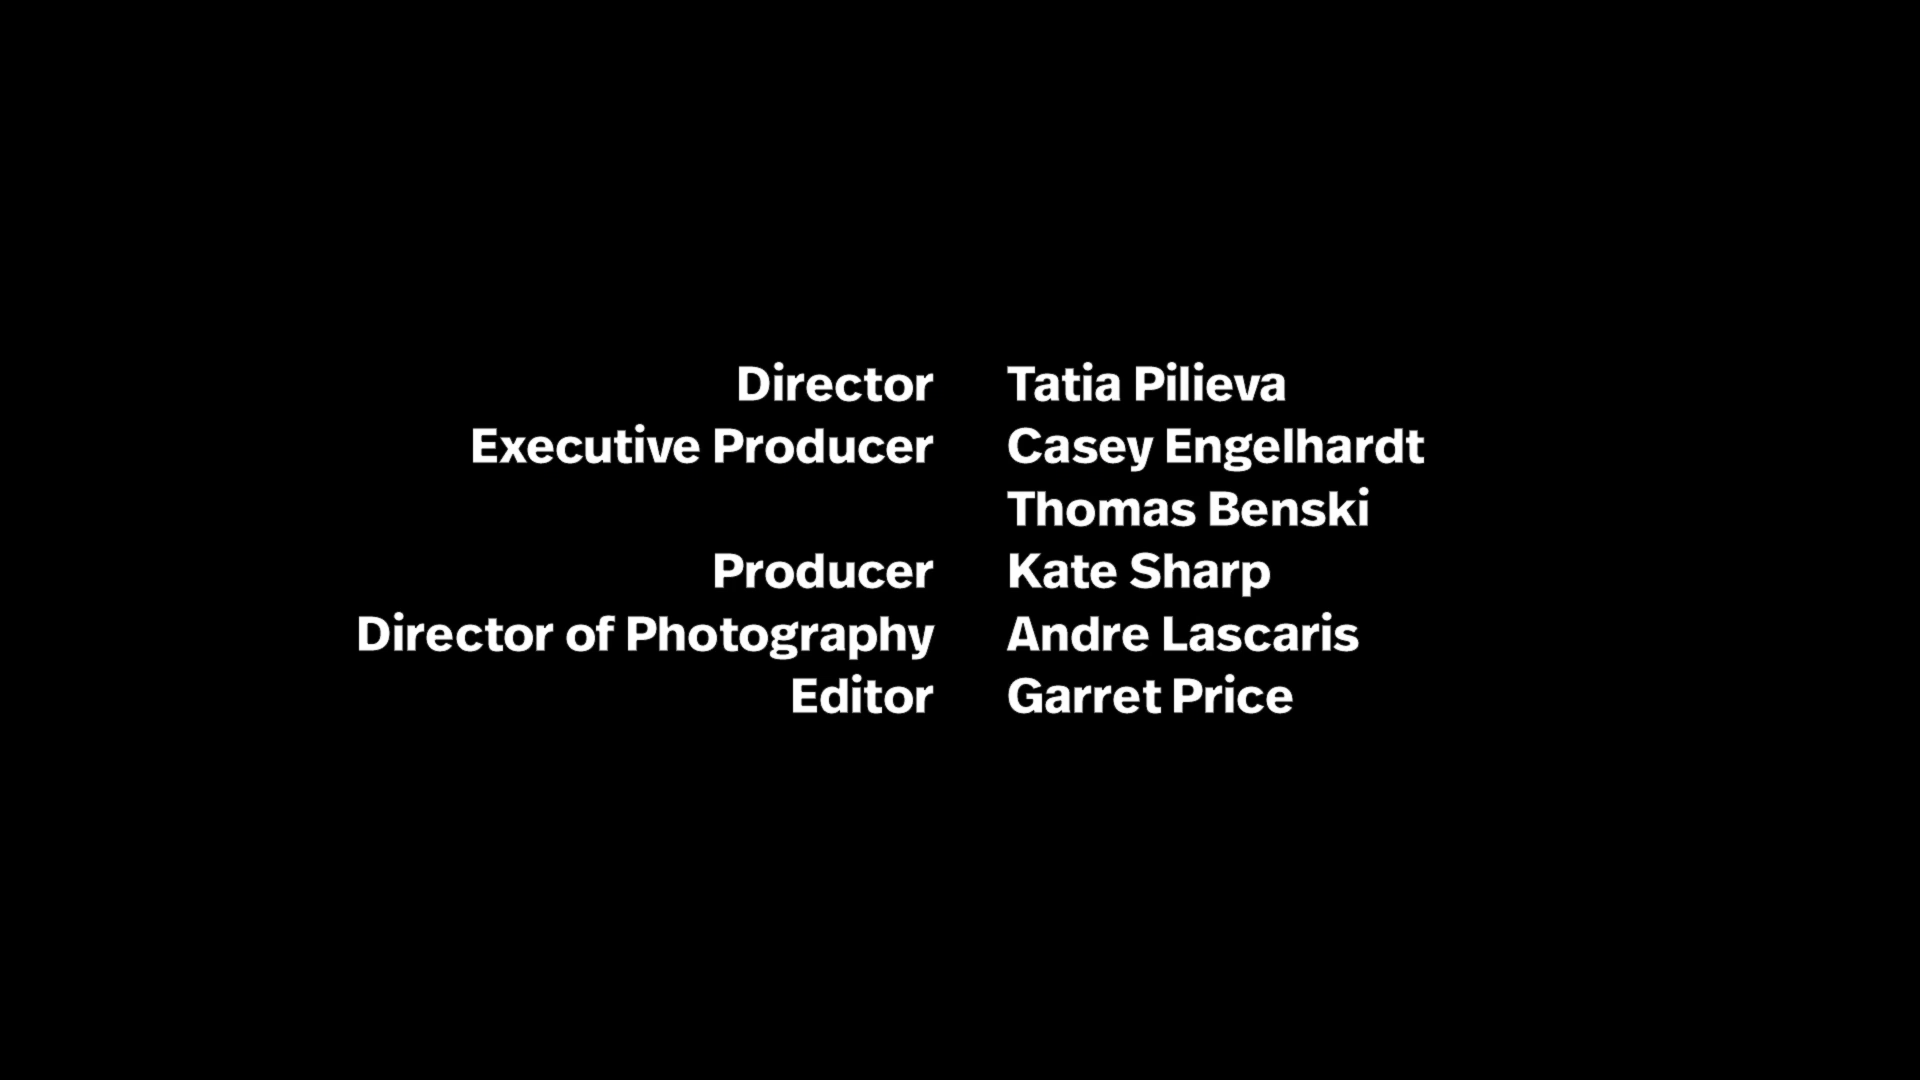 Director Tatia Pilieva
Executive Producer Casey Engelhardt
Thomas Benski
Producer Kate Sharp
Director of Photography Andre Lascaris
Editor Garret Price